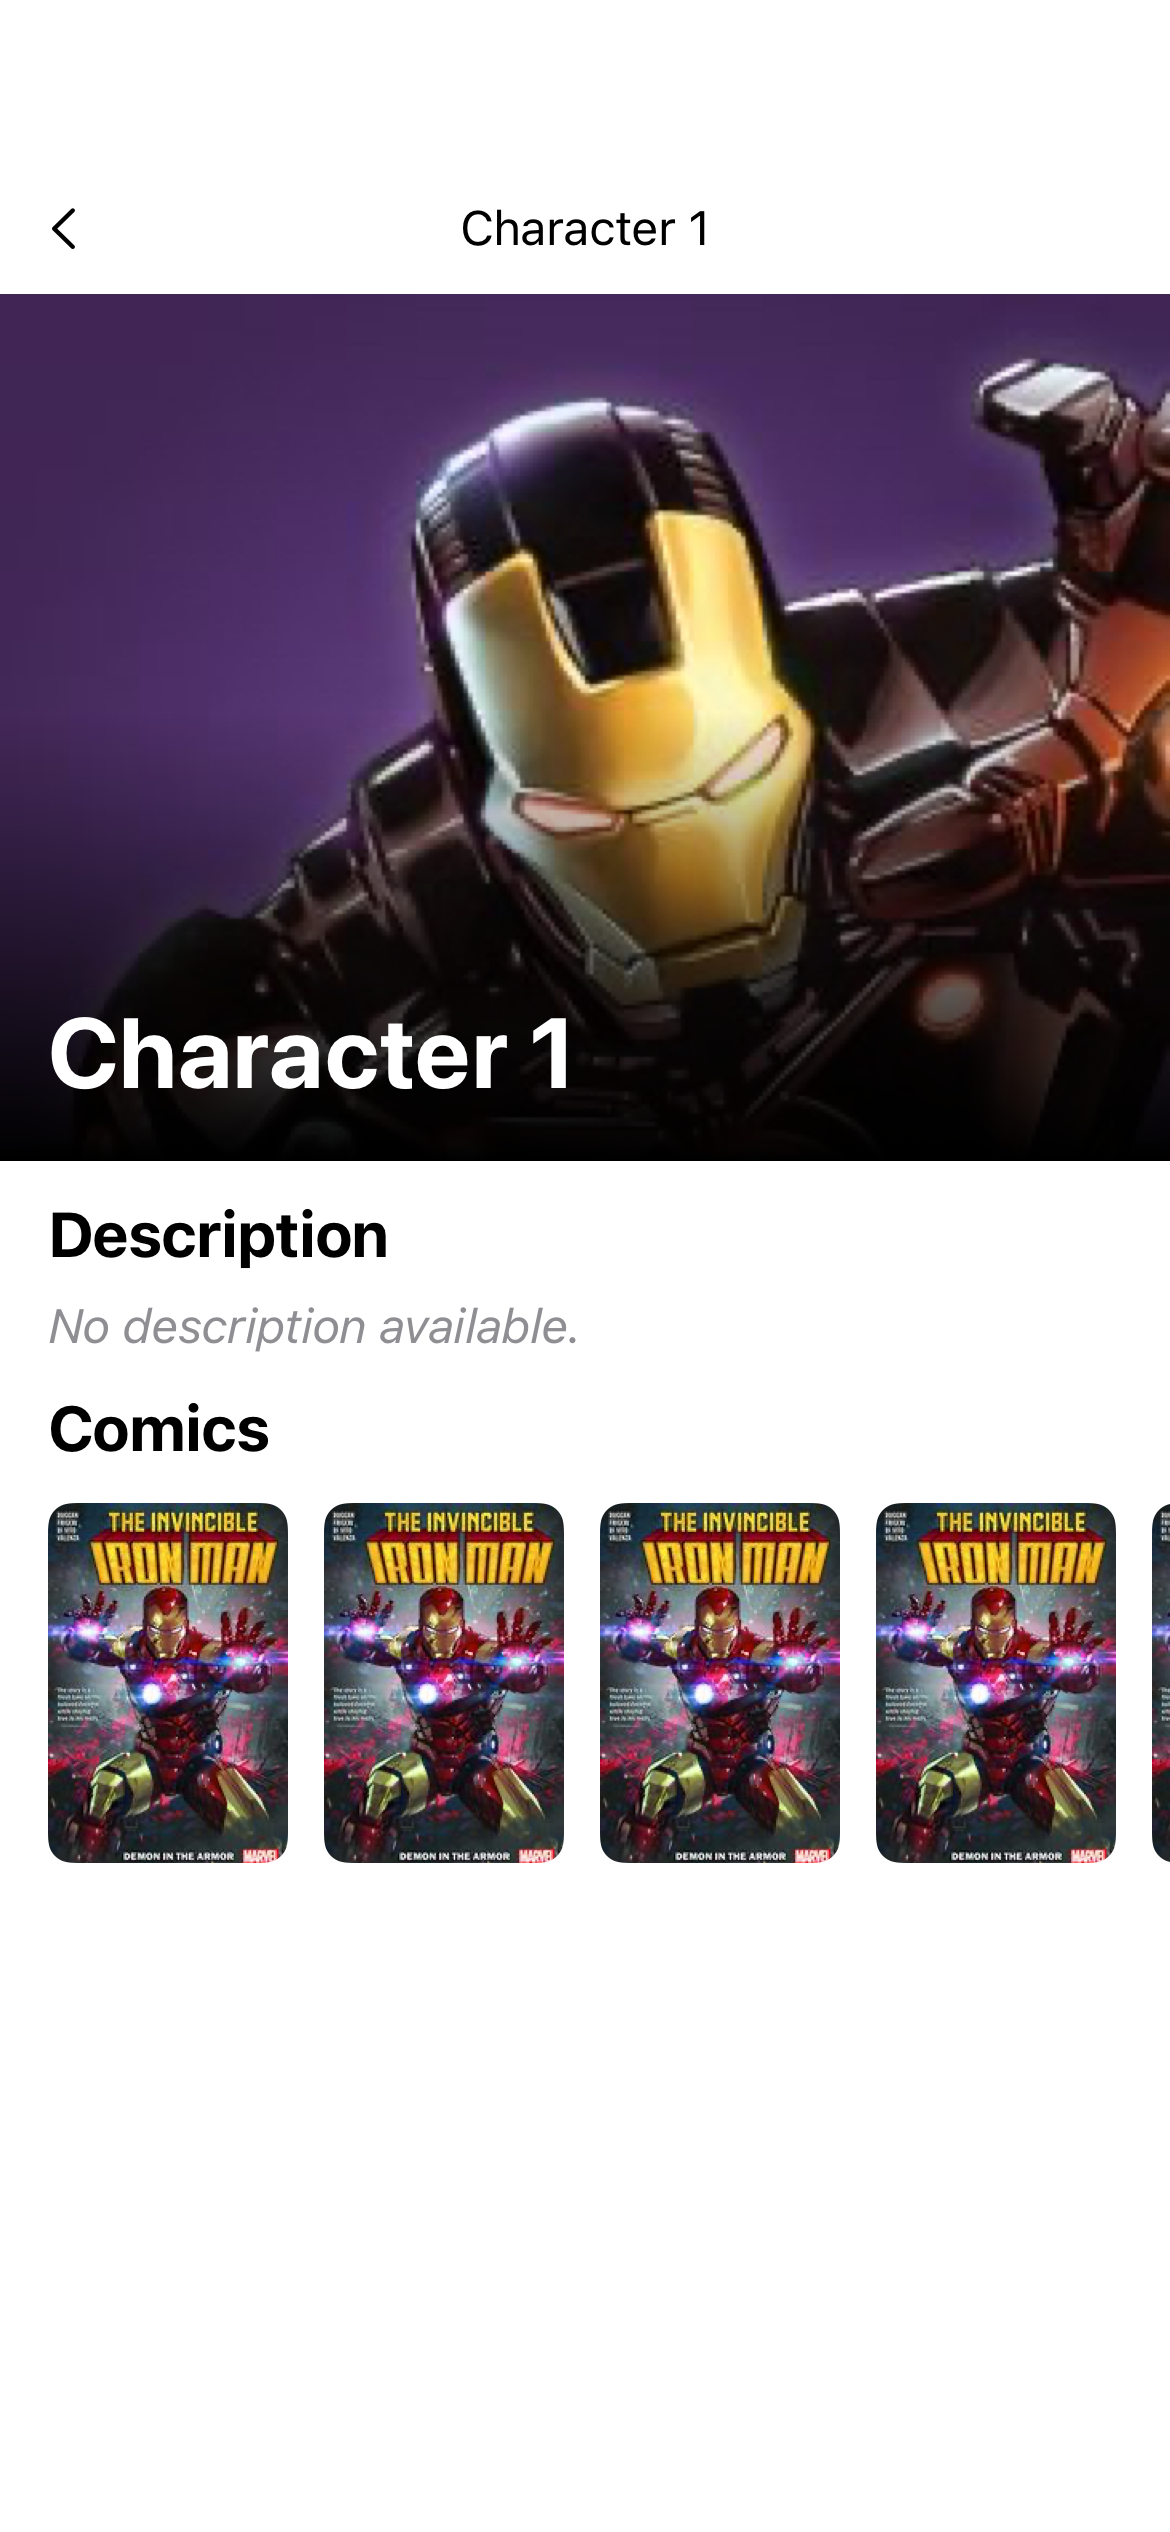 Character 1
Character 1
Description
No description available.
Comics
THE INVINCIBLE
IRON MAN
DEMON IN THE ARMOR
MARVEL
THE INVINCIBLE
IRON MAN
DEMON IN THE ARMOR
MARVEL
THE INVINCIBLE
IRON MAN
DEMON IN THE ARMOR
MARVEL
THE INVINCIBLE
IRON MAN
DEMON IN THE ARMOR
MARVEL